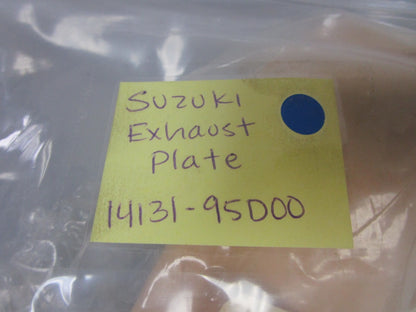 Suzuki
Exhaust
Plate
14131-95D00